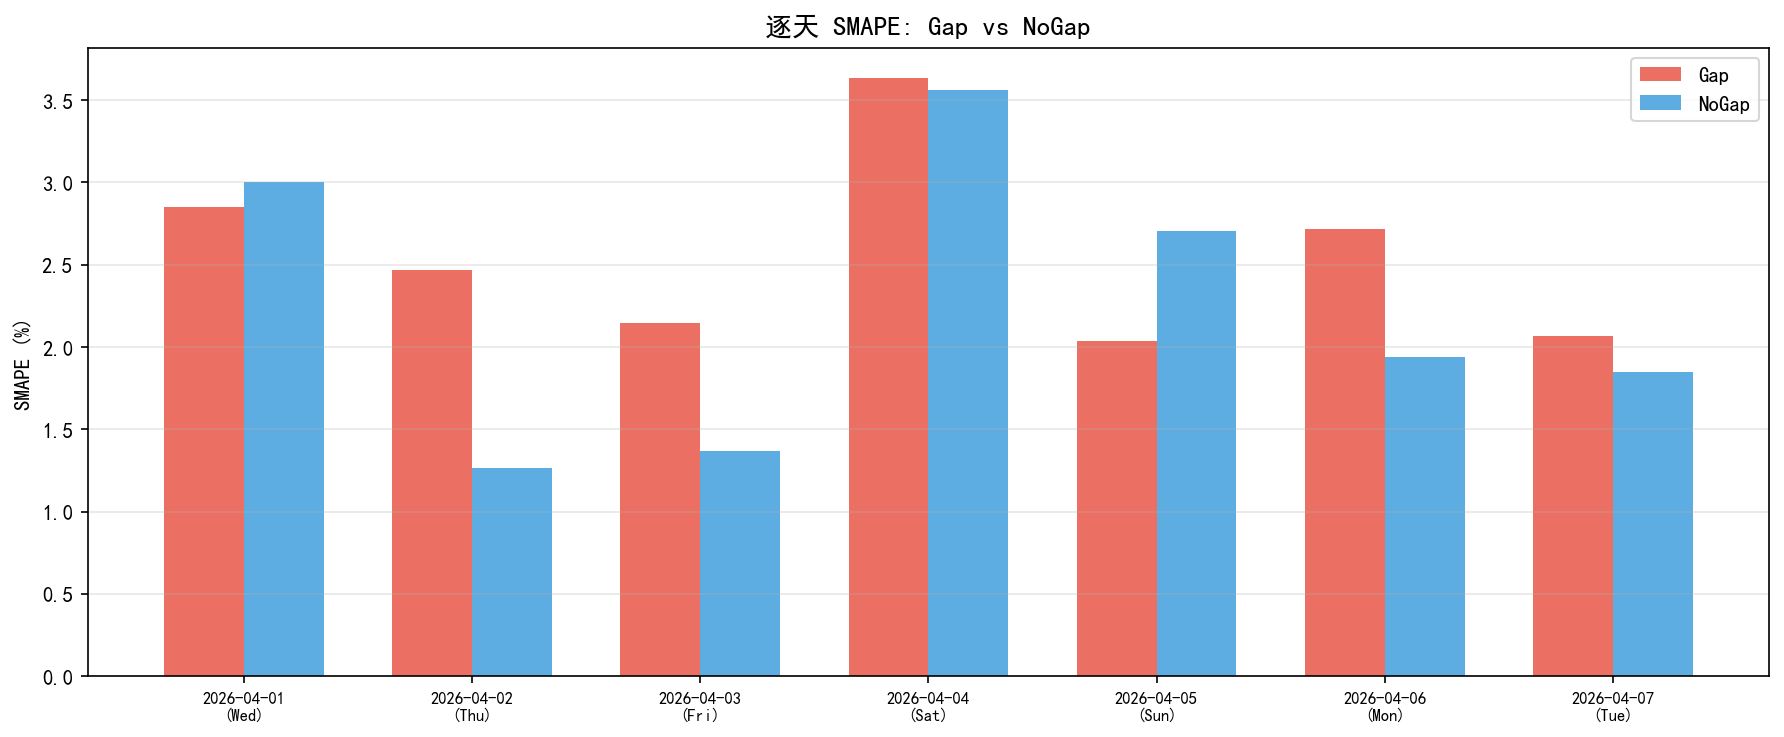 逐天 SMAPE: Gap vs NoGap
Gap
NoGap
SMAPE (%)
3.5
3.0
2.5
2.0
1.5
1.0
0.5
0.0
2026-04-01
(Wed)
2026-04-02
(Thu)
2026-04-03
(Fri)
2026-04-04
(Sat)
2026-04-05
(Sun)
2026-04-06
(Mon)
2026-04-07
(Tue)